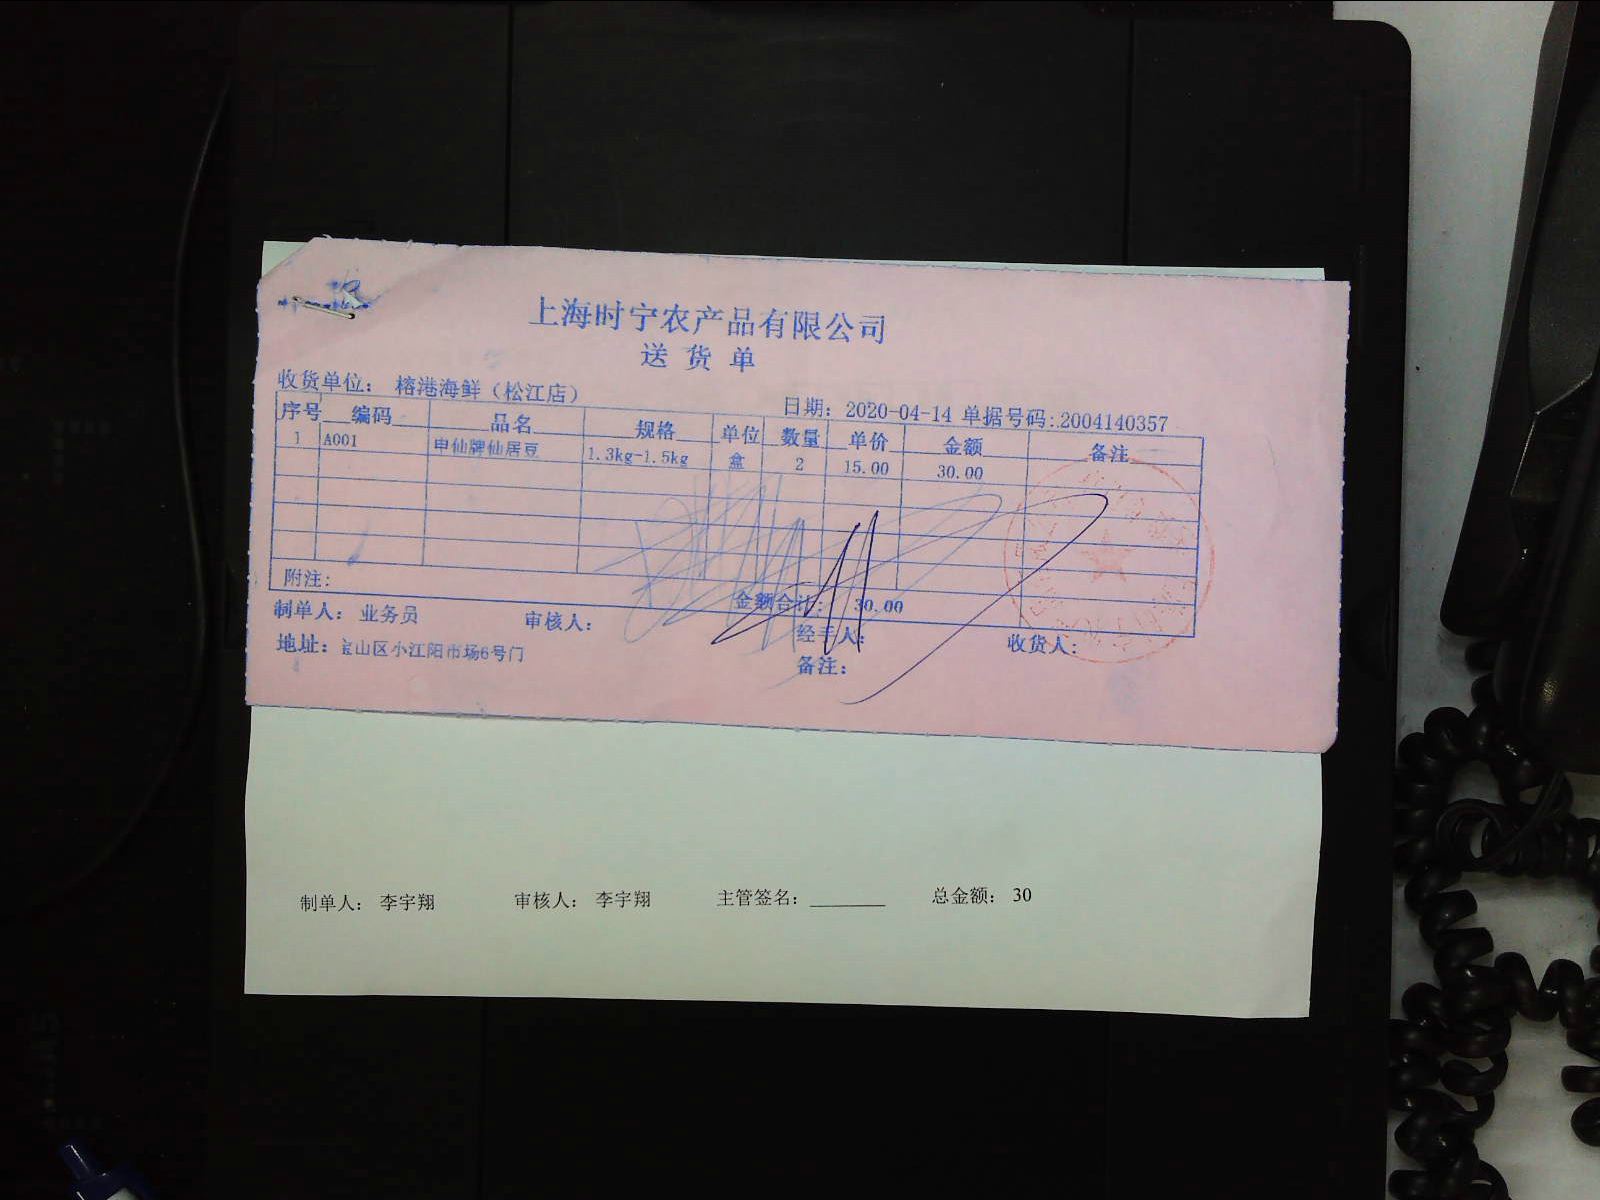 上海时宁农产品有限公司
送 货 单
收货单位： 榕港海鲜（松江店） 日期： 2020-04-14 单据号码:2004140357
序号 编码 品名 规格 单位 数量 单价 金额 备注
1 A001 申仙牌仙居豆 1.3kg-1.5kg 盒 2 15.00 30.00
附注: 金额合计: 30.00
制单人： 业务员 审核人: 经手人: 收货人:
地址： 宝山区小江阳市场6号门 备注:
制单人： 李宇翔 审核人： 李宇翔 主管签名：________ 总金额： 30